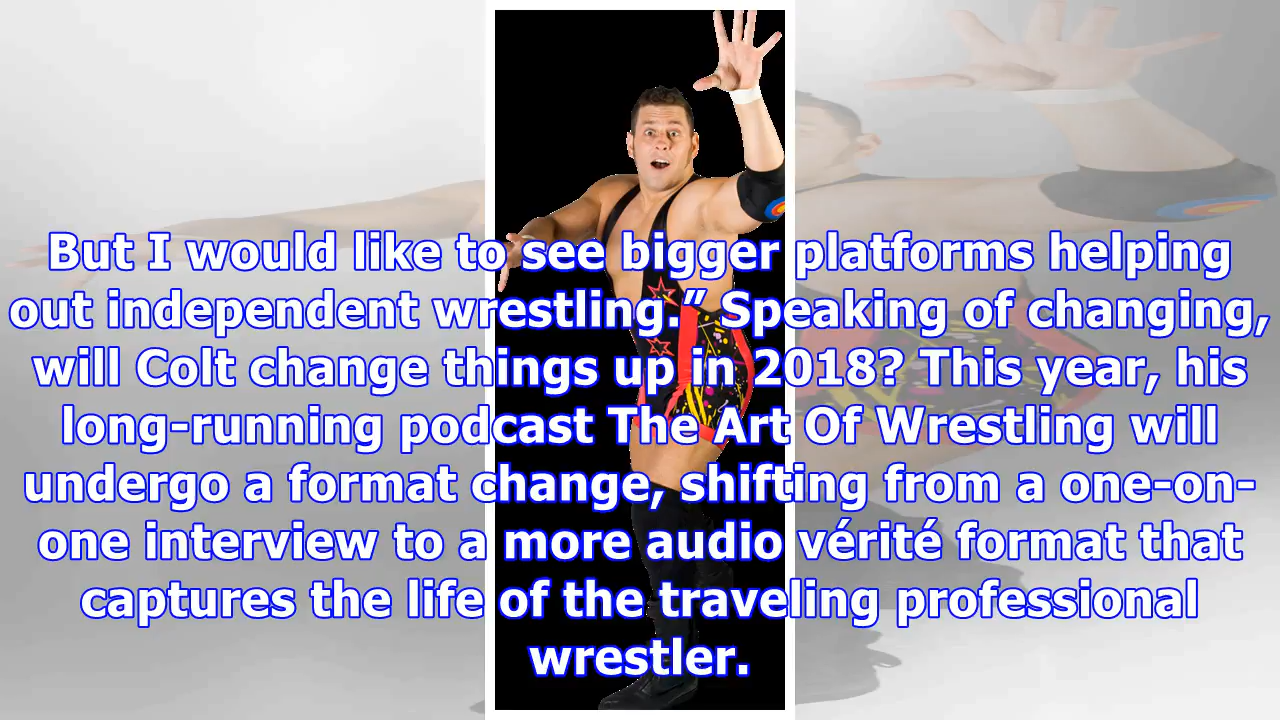 But I would like to see bigger platforms helping
out independent wrestling.” Speaking of changing,
will Colt change things up in 2018? This year, his
long-running podcast The Art Of Wrestling will
undergo a format change, shifting from a one-on-
one interview to a more audio vérité format that
captures the life of the traveling professional
wrestler.